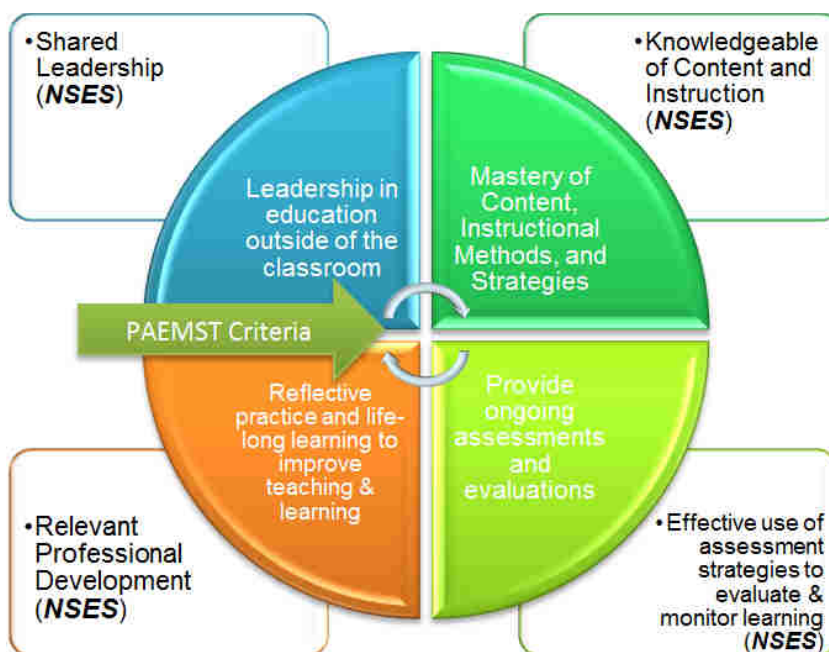 •Shared
Leadership
(NSES)
•Knowledgeable
of Content and
Instruction
(NSES)
Leadership in
education
outside of the
classroom
Mastery of
Content,
Instructional
Methods, and
Strategies
PAEMST Criteria
Reflective
practice and life-
long learning to
improve
teaching &
learning
Provide
ongoing
assessments
and
evaluations
•Relevant
Professional
Development
(NSES)
•Effective use of
assessment
strategies to
evaluate &
monitor learning
(NSES)